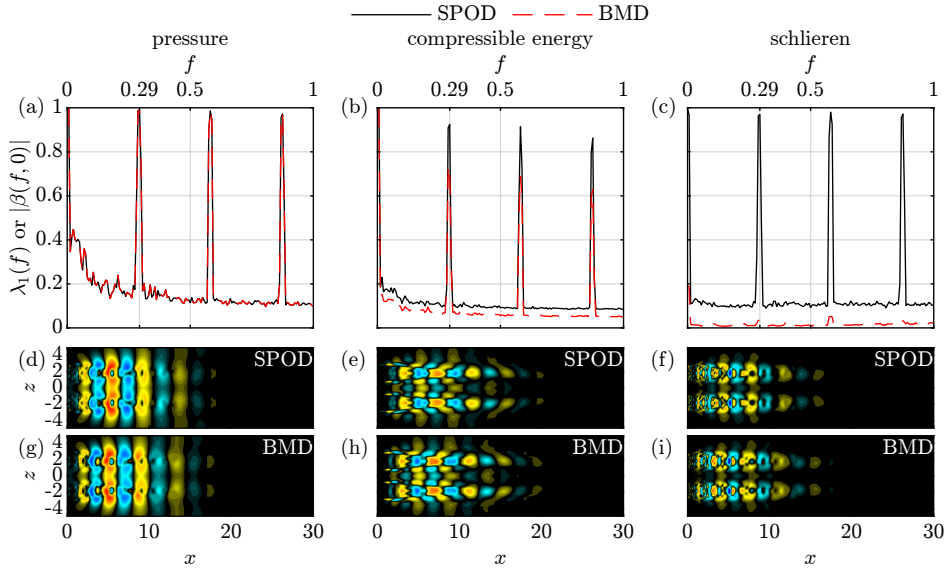 SPOD BMD
pressure compressible energy schlieren
f f f
0 0.29 0.5 1 0 0.29 0.5 1 0 0.29 0.5 1
(a) (b) (c)
λ₁(f) or |β(f, 0)|
1
0.8
0.6
0.4
0.2
0
(d) SPOD (e) SPOD (f) SPOD
z
4
2
0
-2
-4
(g) BMD (h) BMD (i) BMD
z
4
2
0
-2
-4
0 10 20 30 0 10 20 30 0 10 20 30
x x x